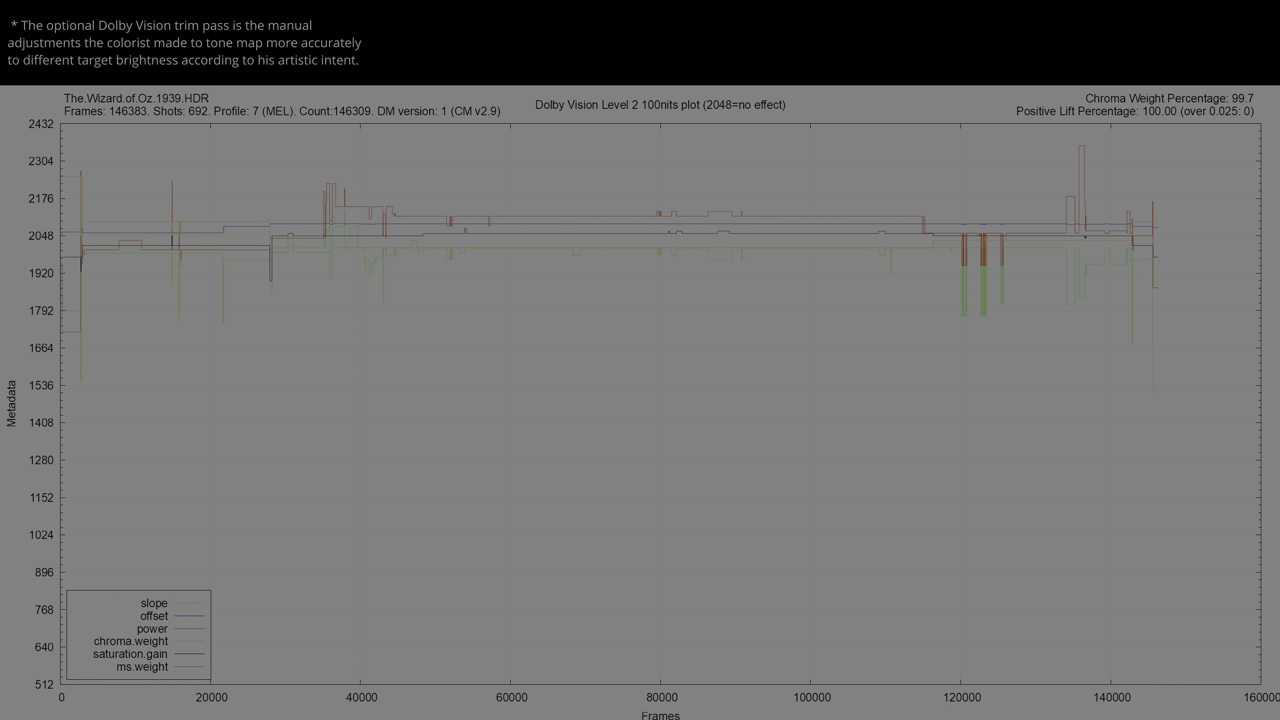 * The optional Dolby Vision trim pass is the manual
adjustments the colorist made to tone map more accurately
to different target brightness according to his artistic intent.
The.Wizard.of.Oz.1939.HDR
Frames: 146383. Shots: 692. Profile: 7 (MEL). Count:146309. DM version: 1 (CM v2.9)
Dolby Vision Level 2 100nits plot (2048=no effect)
Chroma Weight Percentage: 99.7
Positive Lift Percentage: 100.00 (over 0.025: 0)
2432
2304
2176
2048
1920
1792
1664
1536
1408
1280
1152
1024
896
768
640
512
Metadata
slope
offset
power
chroma.weight
saturation.gain
ms.weight
0 20000 40000 60000 80000 100000 120000 140000 160000
Frames